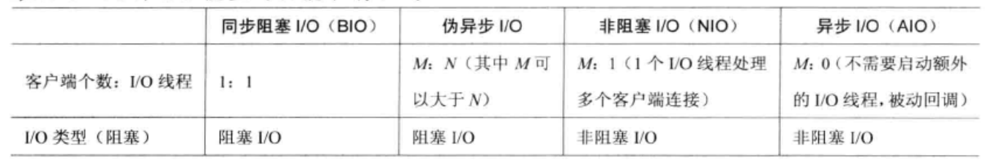 同步阻塞 I/O（BIO） 伪异步 I/O 非阻塞 I/O（NIO） 异步 I/O（AIO）
客户端个数：I/O 线程 1：1 M：N（其中 M 可以大于 N） M：1（1 个 I/O 线程处理多个客户端连接） M：0（不需要启动额外的 I/O 线程，被动回调）
I/O 类型（阻塞） 阻塞 I/O 阻塞 I/O 非阻塞 I/O 非阻塞 I/O